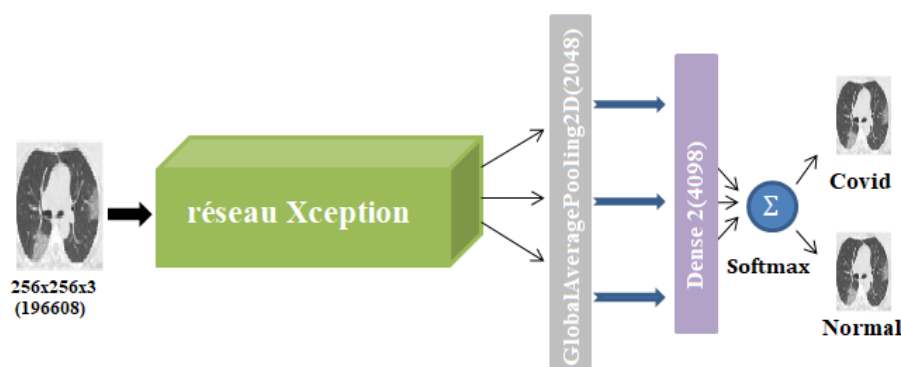 256x256x3
(196608)
réseau Xception
GlobalAveragePooling2D(2048)
Dense 2(4098)
Σ
Softmax
Covid
Normal